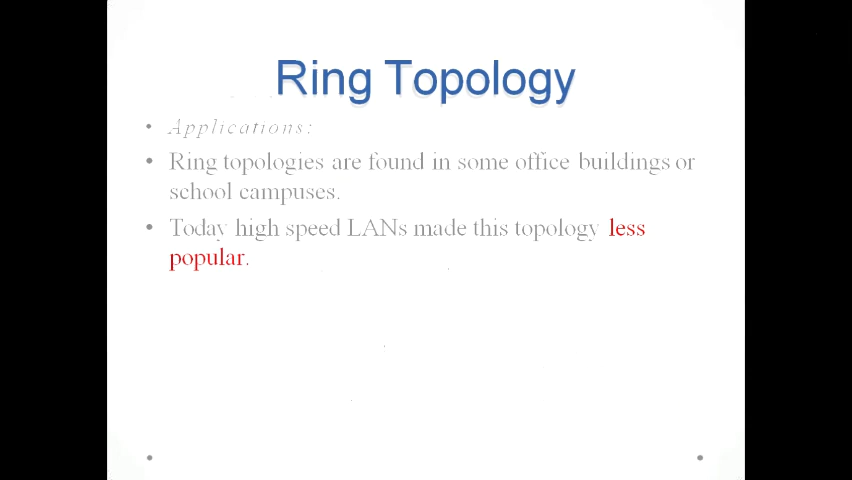 Ring Topology
• Applications:
• Ring topologies are found in some office buildings or
school campuses.
• Today high speed LANs made this topology less
popular.